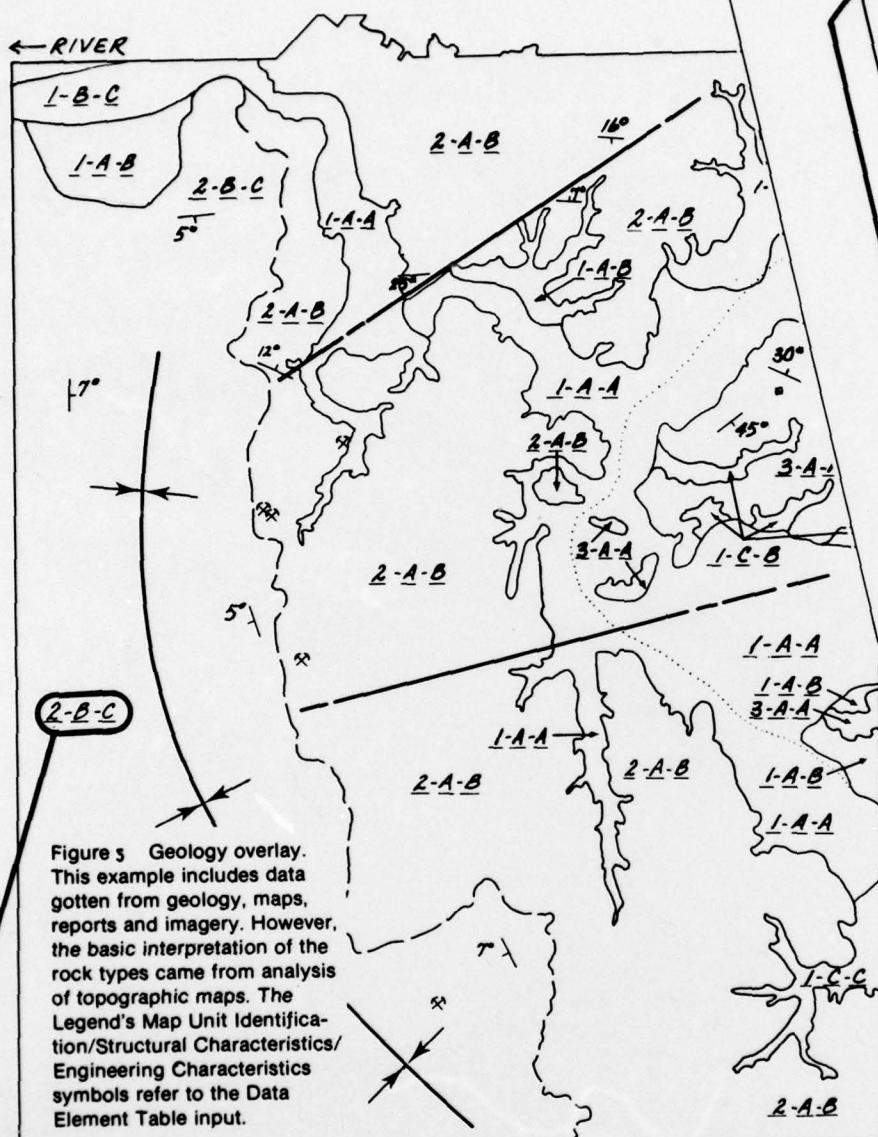 ←RIVER
1-B-C
1-A-B
2-B-C
5°
2-A-B
16°
7°
1-A-A
2-A-B
1-A-B
25°
2-A-B
12°
7°
1-A-A
30°
45°
2-A-B
3-A-
3-A-A
1-C-B
2-A-B
5°
1-A-A
1-A-B
3-A-A
2-B-C
1-A-A
2-A-B
2-A-B
1-A-B
1-A-A
Figure 5 Geology overlay.
This example includes data
gotten from geology, maps,
reports and imagery. However,
the basic interpretation of the
rock types came from analysis
of topographic maps. The
Legend's Map Unit Identifica-
tion/Structural Characteristics/
Engineering Characteristics
symbols refer to the Data
Element Table input.
7°
1-C-C
2-A-B